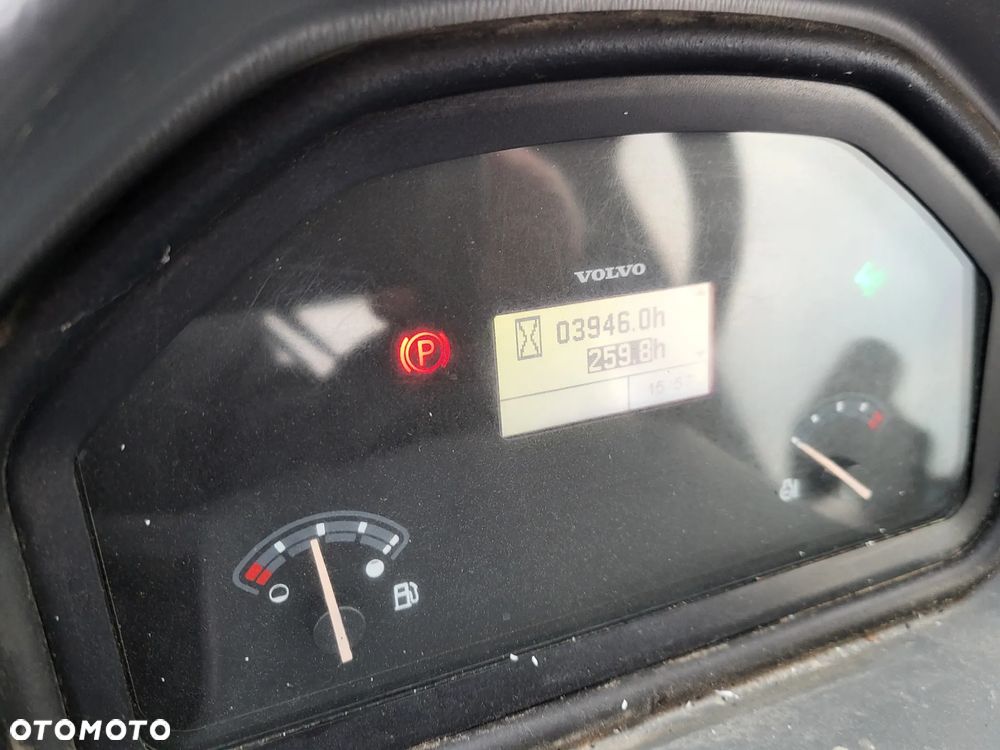 VOLVO
03946.0h
259.8h
P
OTOMOTO